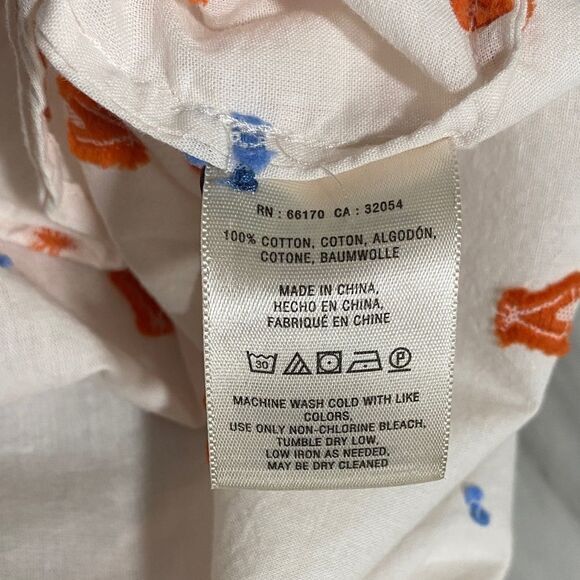 RN : 66170 CA : 32054
100% COTTON, COTON, ALGODÓN,
COTONE, BAUMWOLLE
MADE IN CHINA,
HECHO EN CHINA,
FABRIQUÉ EN CHINE
30 P
MACHINE WASH COLD WITH LIKE
COLORS,
USE ONLY NON-CHLORINE BLEACH,
TUMBLE DRY LOW,
LOW IRON AS NEEDED,
MAY BE DRY CLEANED